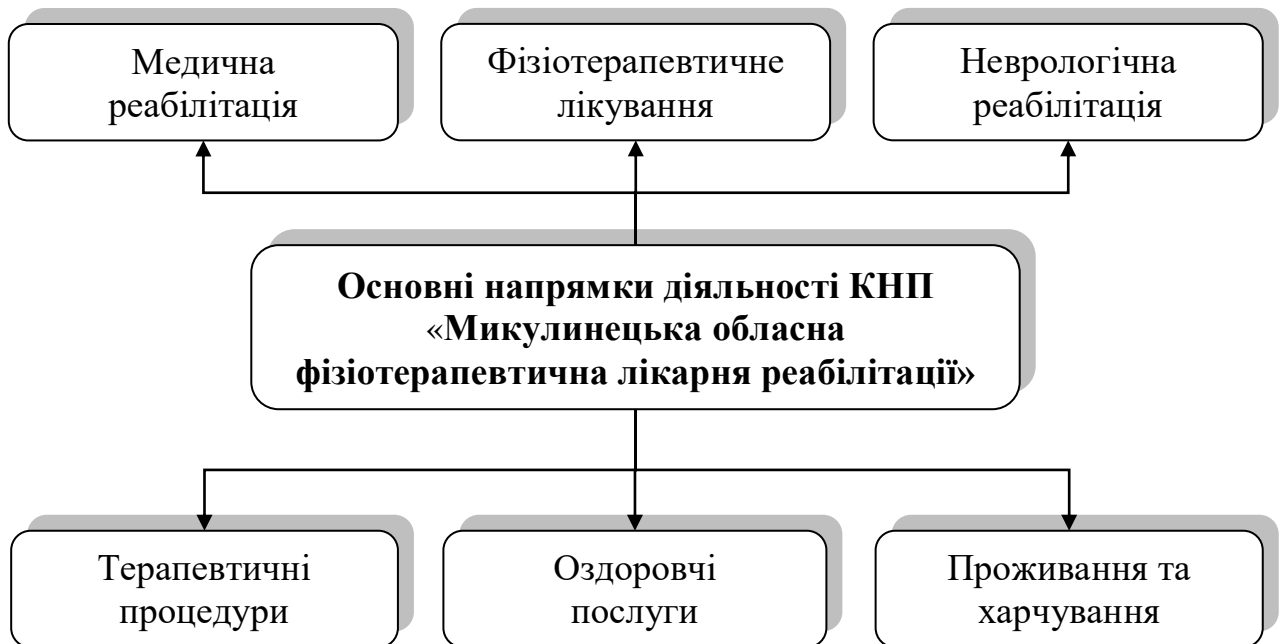 Медична
реабілітація
Фізіотерапевтичне
лікування
Неврологічна
реабілітація
Основні напрямки діяльності КНП
«Микулинецька обласна
фізіотерапевтична лікарня реабілітації»
Терапевтичні
процедури
Оздоровчі
послуги
Проживання та
харчування